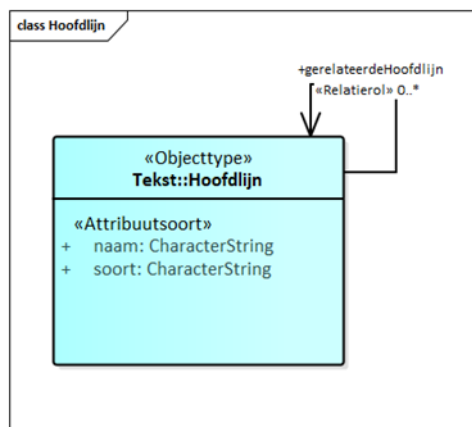 class Hoofdlijn
+gerelateerdeHoofdlijn
«Relatierol» 0..*
«Objecttype»
Tekst::Hoofdlijn
«Attribuutsoort»
+ naam: CharacterString
+ soort: CharacterString